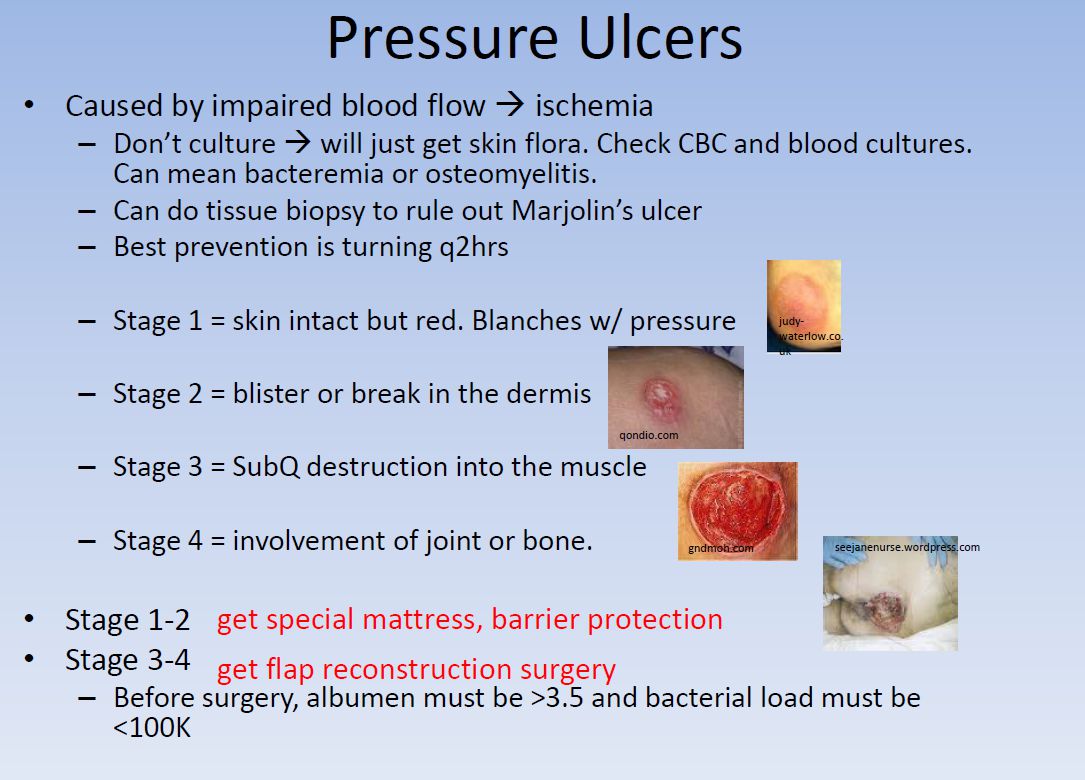 Pressure Ulcers
• Caused by impaired blood flow → ischemia
– Don’t culture → will just get skin flora. Check CBC and blood cultures.
Can mean bacteremia or osteomyelitis.
– Can do tissue biopsy to rule out Marjolin’s ulcer
– Best prevention is turning q2hrs
– Stage 1 = skin intact but red. Blanches w/ pressure
judy-
waterlow.co.
uk
– Stage 2 = blister or break in the dermis
qondio.com
– Stage 3 = SubQ destruction into the muscle
gndmoh.com
– Stage 4 = involvement of joint or bone.
seejanenurse.wordpress.com
• Stage 1-2 get special mattress, barrier protection
• Stage 3-4 get flap reconstruction surgery
– Before surgery, albumen must be >3.5 and bacterial load must be
<100K